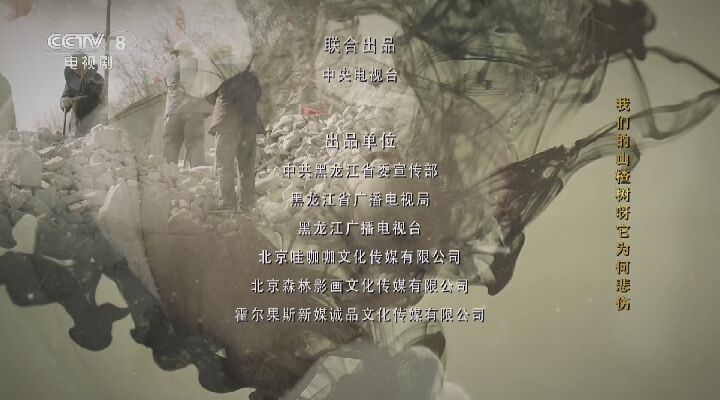 CCTV 8
电视剧
联合出品
中央电视台
出品单位
中共黑龙江省委宣传部
黑龙江省广播电视局
黑龙江广播电视台
北京哇咖咖文化传媒有限公司
北京森林影画文化传媒有限公司
霍尔果斯新媒诚品文化传媒有限公司
我们的山楂树呀它为何悲伤